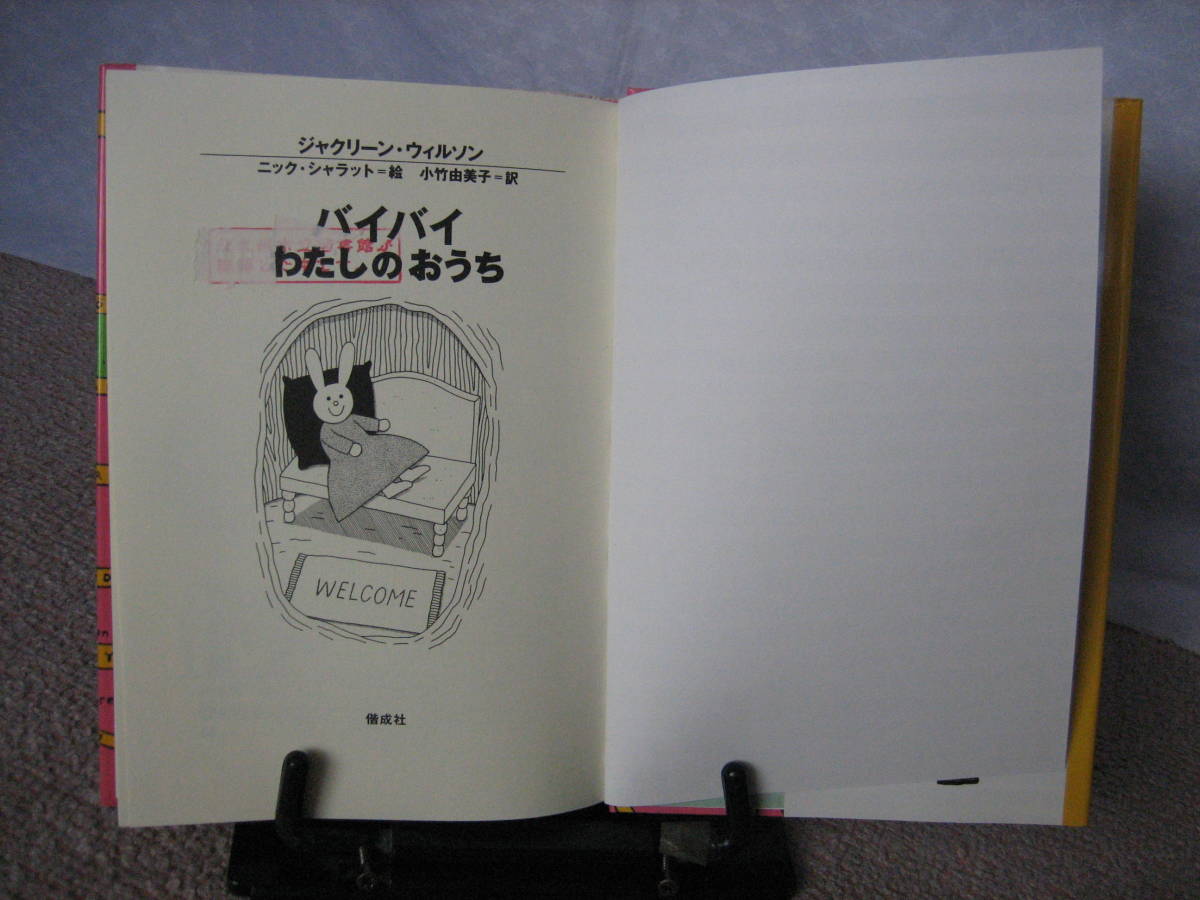 ジャクリーン・ウィルソン
ニック・シャラット=絵　小竹由美子=訳
バイバイ
わたしのおうち
WELCOME
偕成社